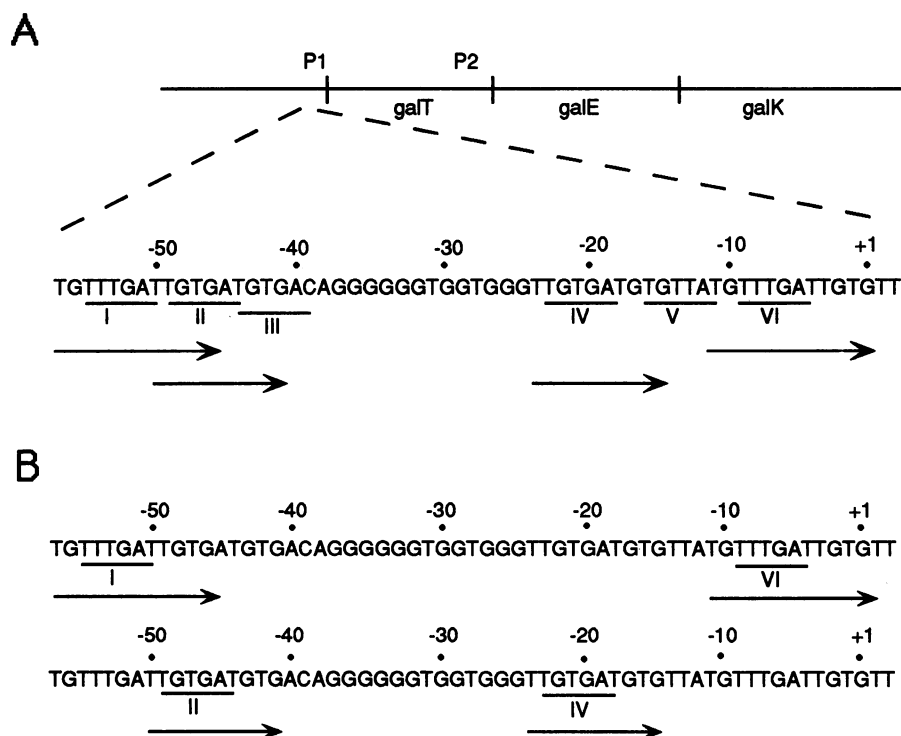 A
P1 P2
galT galE galK
-50 -40 -30 -20 -10 +1
TGTTTGATTGTGATGTGACAGGGGGGTGGTGGGTTGTGATGTGTTATGTTTGATTGTGTT
I II III IV V VI
B
-50 -40 -30 -20 -10 +1
TGTTTGATTGTGATGTGACAGGGGGGTGGTGGGTTGTGATGTGTTATGTTTGATTGTGTT
I VI
-50 -40 -30 -20 -10 +1
TGTTTGATTGTGATGTGACAGGGGGGTGGTGGGTTGTGATGTGTTATGTTTGATTGTGTT
II IV